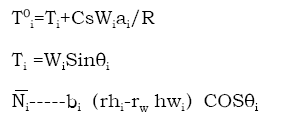 T⁰ᵢ=Tᵢ+CsWᵢaᵢ/R
Tᵢ =WᵢSinθᵢ
N̅ᵢ-----bᵢ (rhᵢ-r_w hwᵢ) COSθᵢ